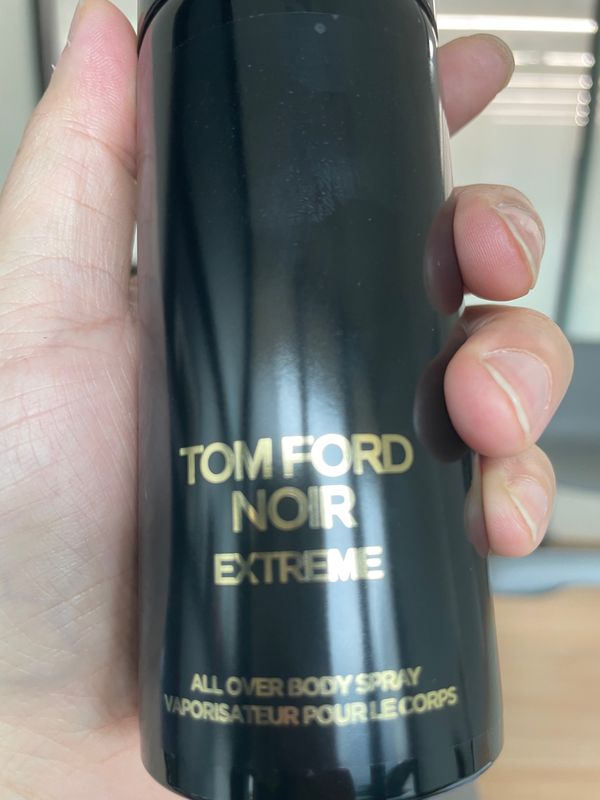 TOM FORD
NOIR
EXTREME
ALL OVER BODY SPRAY
VAPORISATEUR POUR LE CORPS